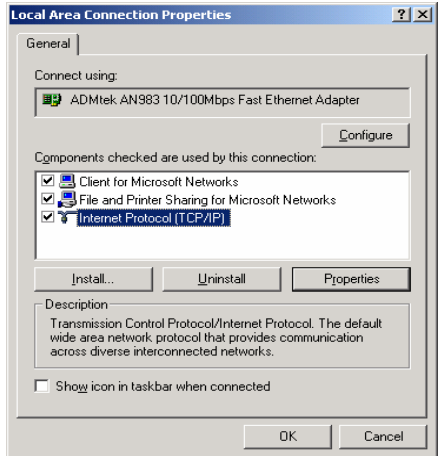 Local Area Connection Properties
General
Connect using:
ADMtek AN983 10/100Mbps Fast Ethernet Adapter
Configure
Components checked are used by this connection:
Client for Microsoft Networks
File and Printer Sharing for Microsoft Networks
Internet Protocol (TCP/IP)
Install... Uninstall Properties
Description
Transmission Control Protocol/Internet Protocol. The default
wide area network protocol that provides communication
across diverse interconnected networks.
Show icon in taskbar when connected
OK Cancel